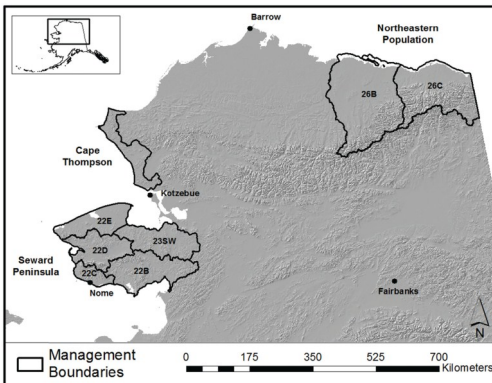 Barrow
Northeastern
Population
26B
26C
Cape
Thompson
Kotzebue
22E
23SW
22D
Seward
Peninsula
22C
22B
Nome
Fairbanks
N
Management
Boundaries
0 175 350 525 700
Kilometers